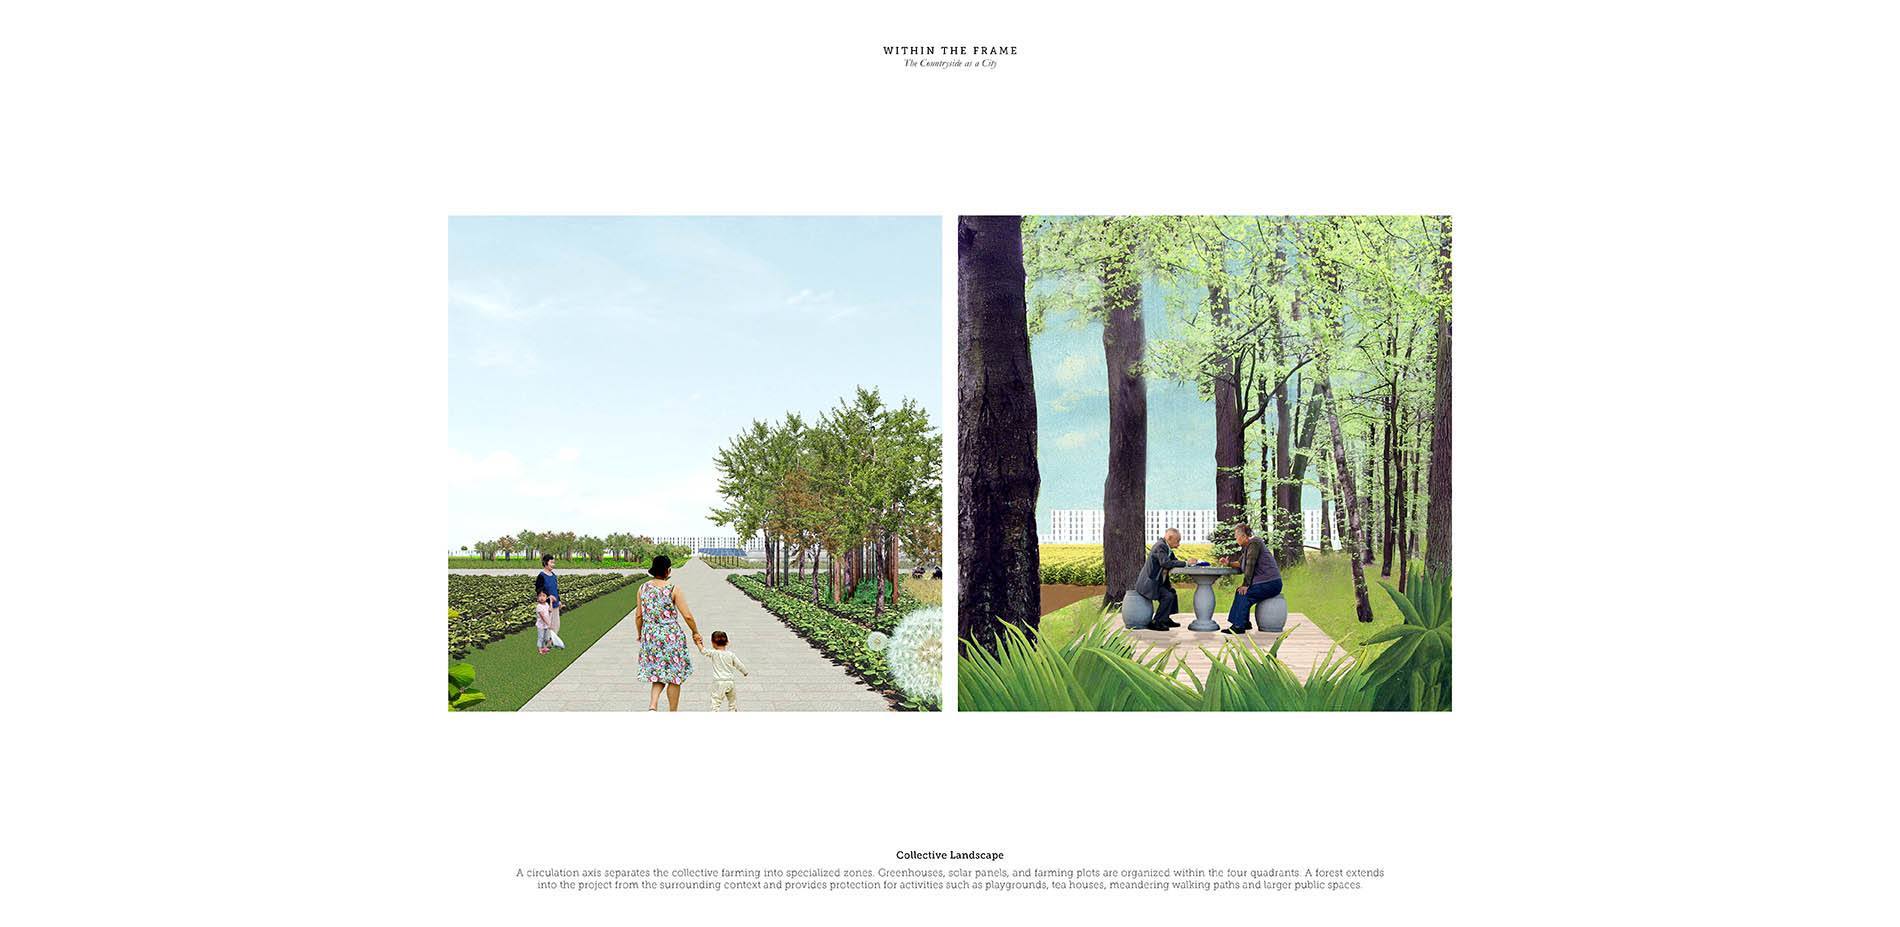 WITHIN THE FRAME
The Countryside as a City
Collective Landscape
A circulation axis separates the collective farming into specialized zones. Greenhouses, solar panels, and farming plots are organized within the four quadrants. A forest extends
into the project from the surrounding context and provides protection for activities such as playgrounds, tea houses, meandering walking paths and larger public spaces.